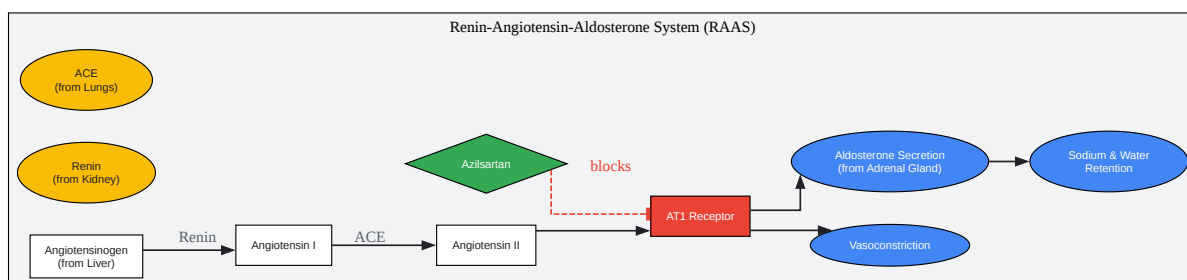 Renin-Angiotensin-Aldosterone System (RAAS)
ACE
(from Lungs)
Renin
(from Kidney)
Azilsartan
blocks
Aldosterone Secretion
(from Adrenal Gland)
Sodium & Water
Retention
AT1 Receptor
Angiotensinogen
(from Liver)
Renin
Angiotensin I
ACE
Angiotensin II
Vasoconstriction